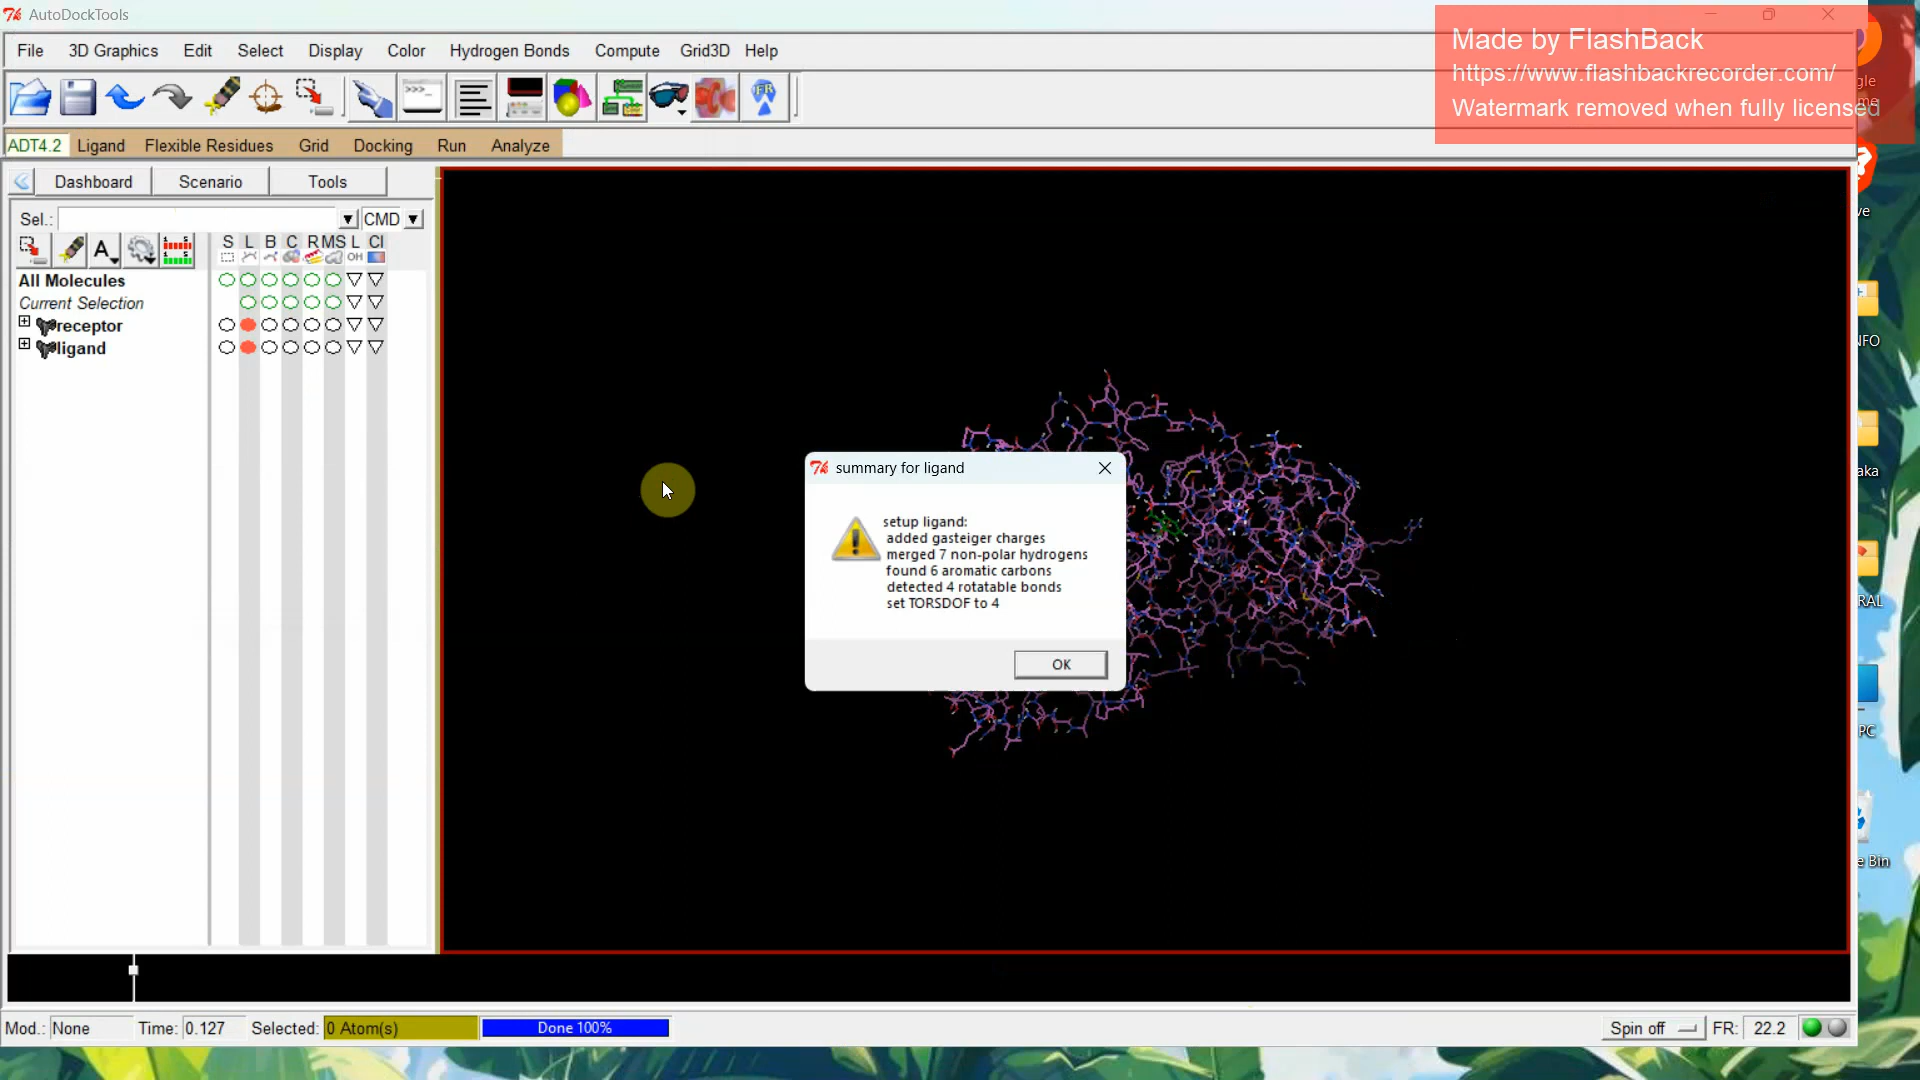 AutoDockTools
Made by FlashBack
https://www.flashbackrecorder.com/
Watermark removed when fully licensed
File 3D Graphics Edit Select Display Color Hydrogen Bonds Compute Grid3D Help
ADT4.2 Ligand Flexible Residues Grid Docking Run Analyze
Dashboard Scenario Tools
Sel.: CMD
S L B C R MS L Cl
OH
All Molecules
Current Selection
receptor
ligand
summary for ligand
setup ligand:
added gasteiger charges
merged 7 non-polar hydrogens
found 6 aromatic carbons
detected 4 rotatable bonds
set TORSDOF to 4
OK
Mod.: None Time: 0.127 Selected: 0 Atom(s) Done 100% Spin off FR: 22.2
PC
Bin